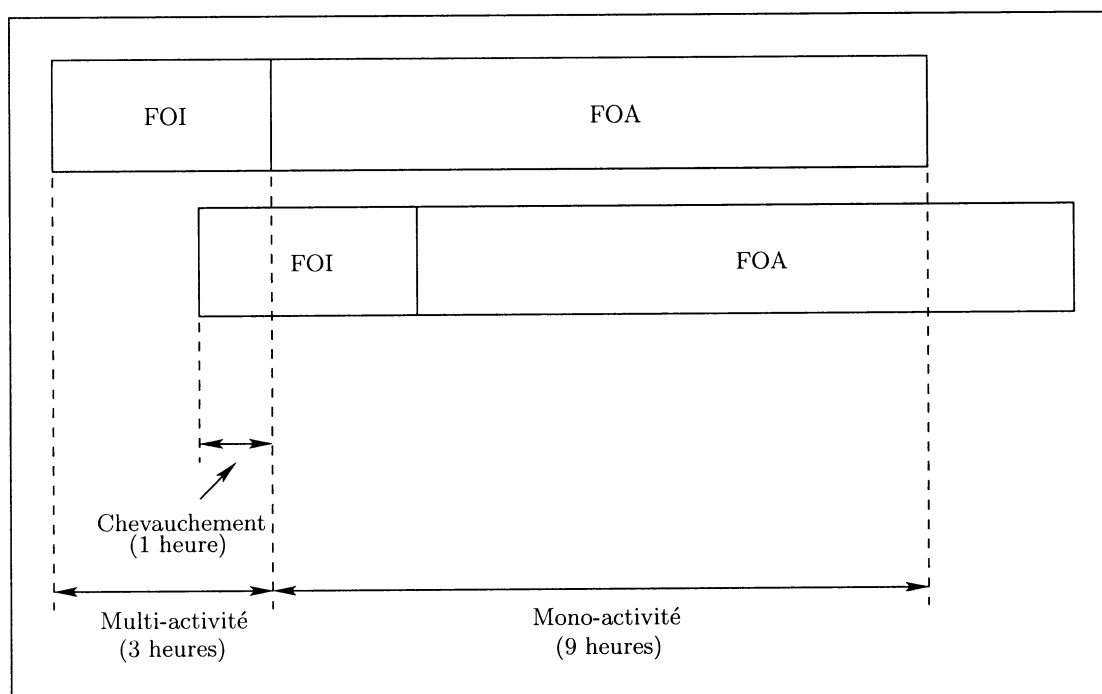 FOI
FOA
FOI
FOA
Chevauchement
(1 heure)
Multi-activité
(3 heures)
Mono-activité
(9 heures)